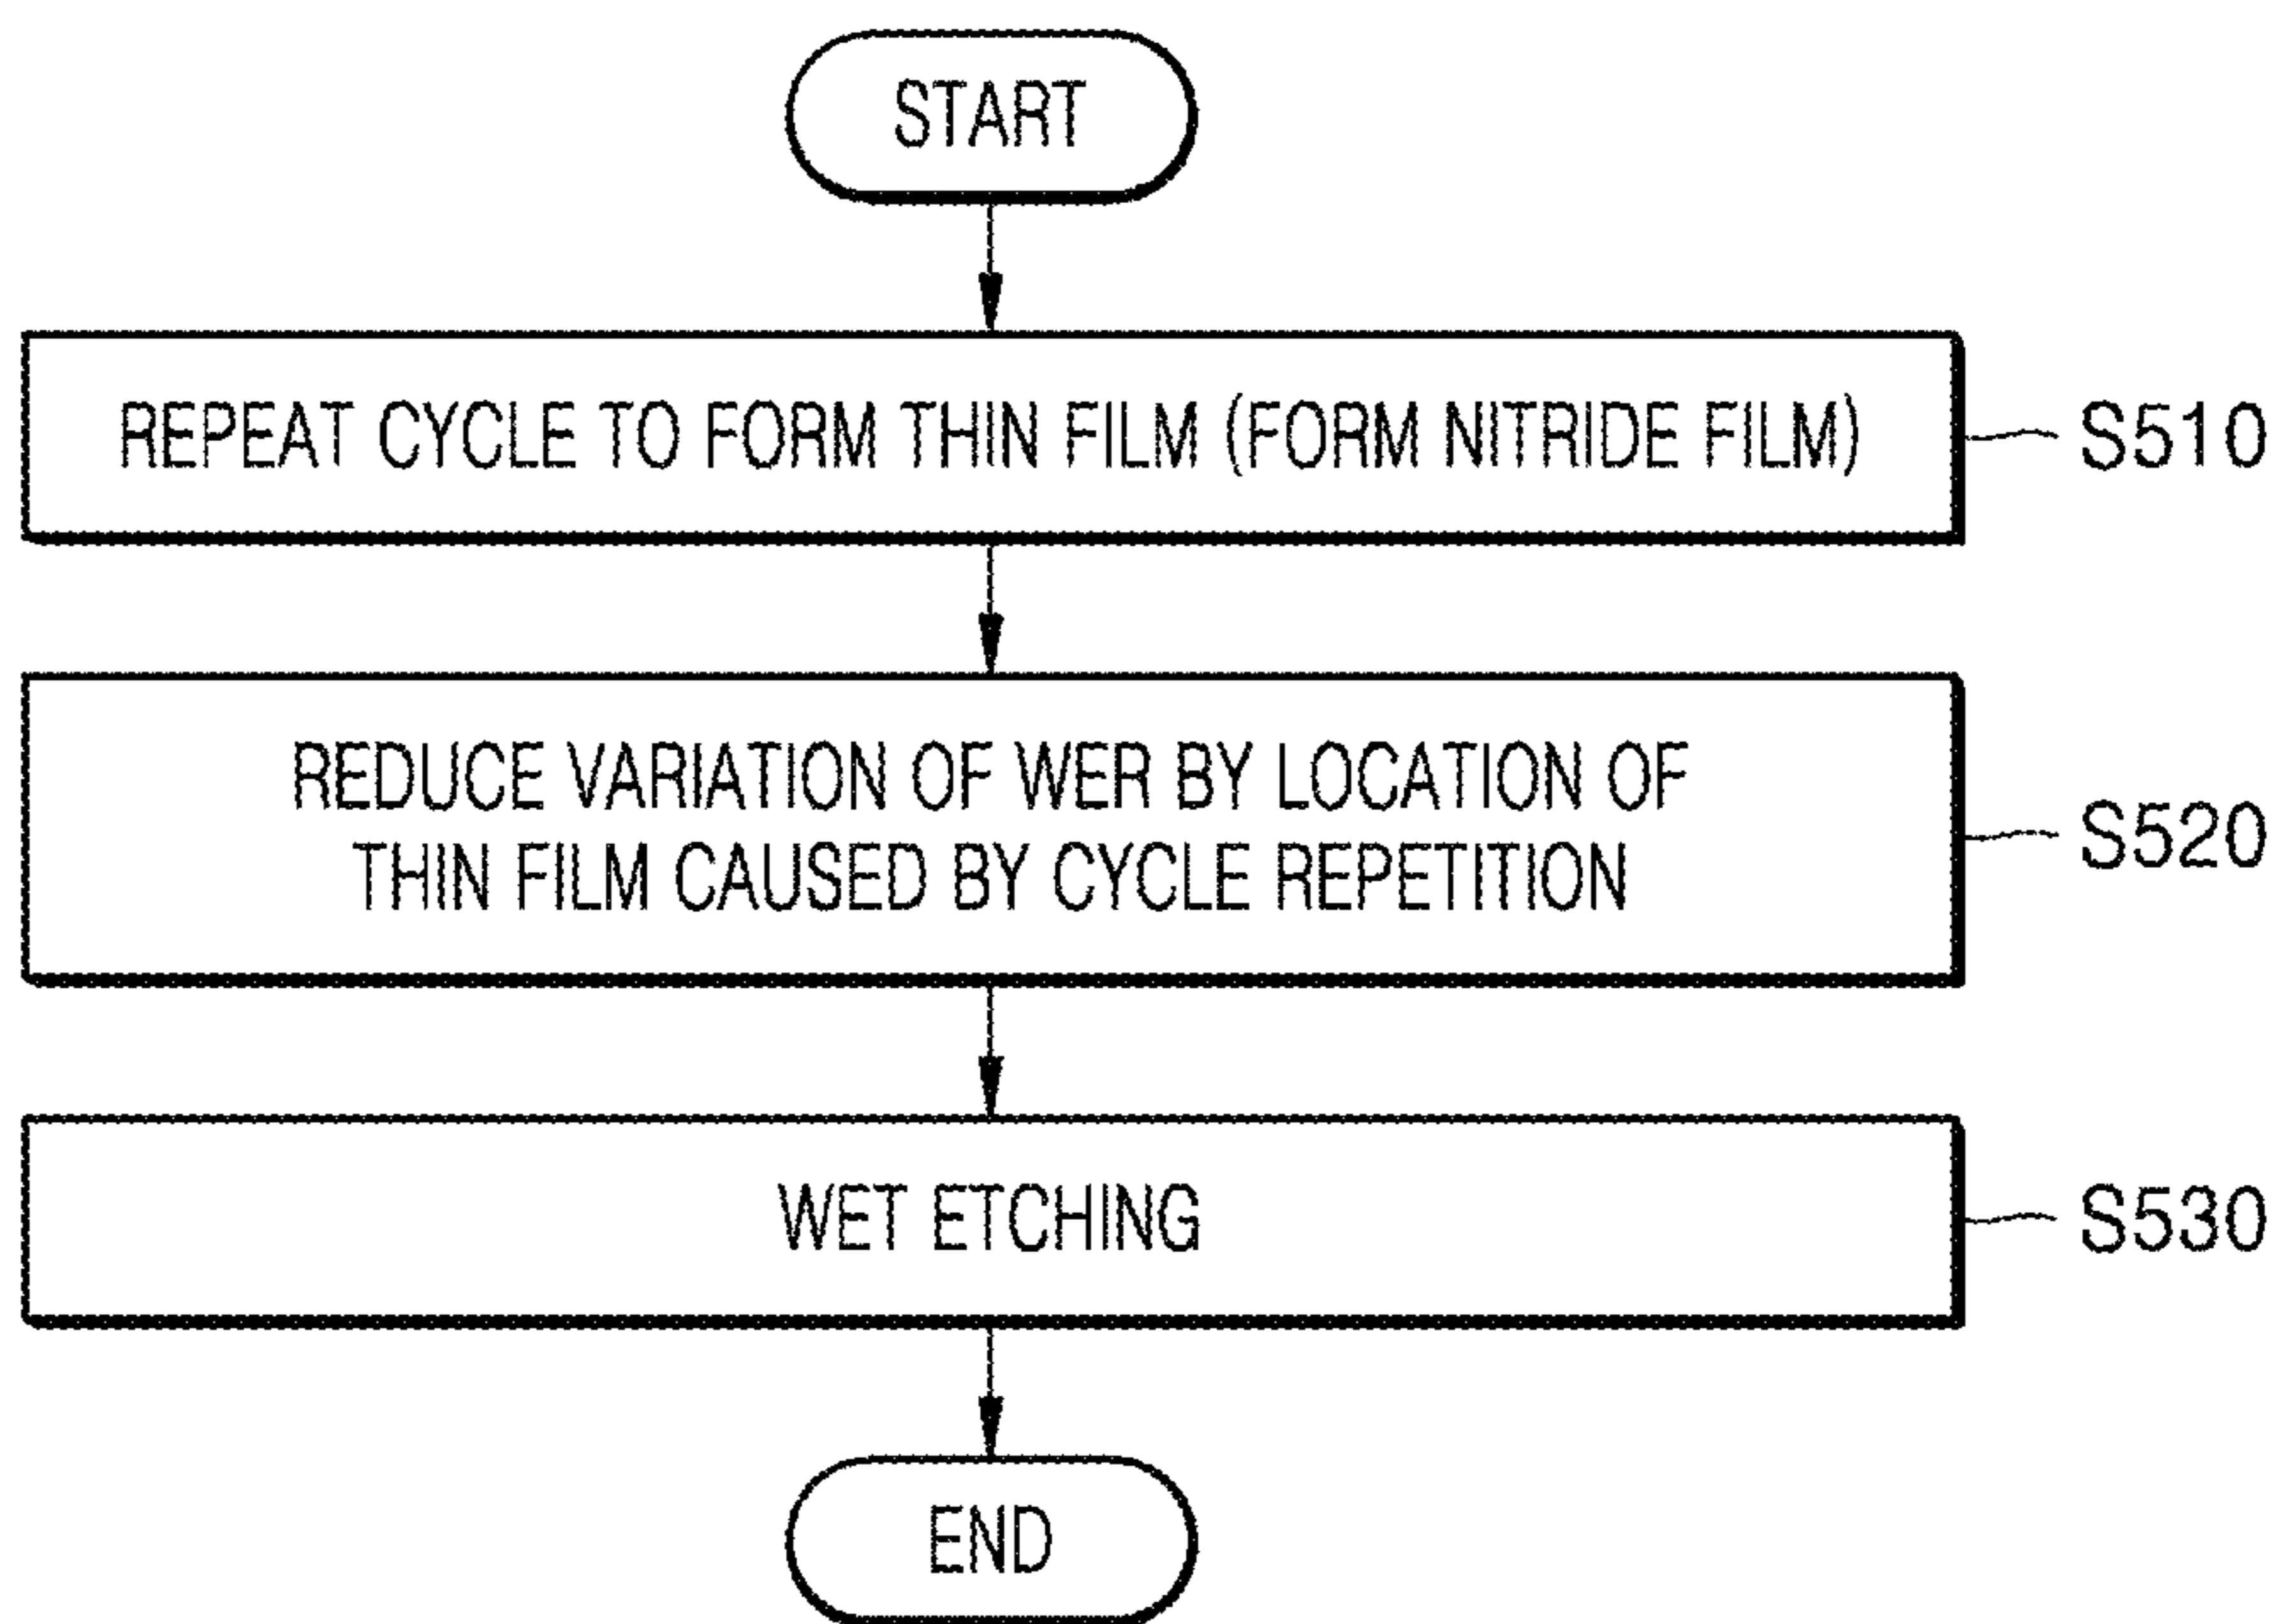 START
REPEAT CYCLE TO FORM THIN FILM (FORM NITRIDE FILM)
S510
REDUCE VARIATION OF WER BY LOCATION OF
THIN FILM CAUSED BY CYCLE REPETITION
S520
WET ETCHING
S530
END